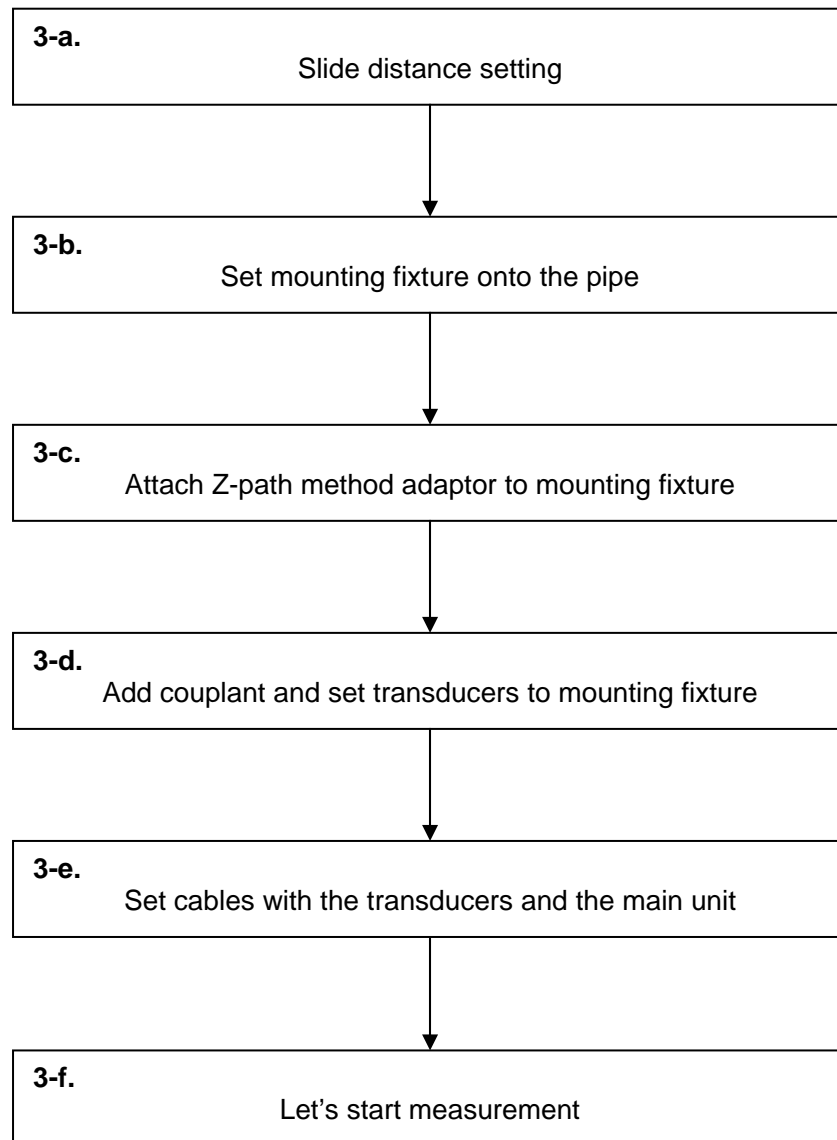 3-a.
Slide distance setting
3-b.
Set mounting fixture onto the pipe
3-c.
Attach Z-path method adaptor to mounting fixture
3-d.
Add couplant and set transducers to mounting fixture
3-e.
Set cables with the transducers and the main unit
3-f.
Let's start measurement